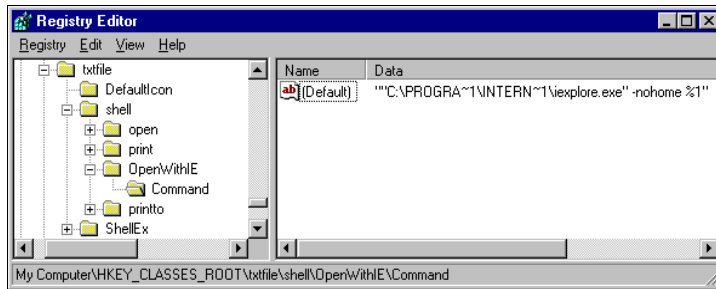 Registry Editor
Registry Edit View Help
txtfile
DefaultIcon
shell
open
print
OpenWithIE
Command
printto
ShellEx
Name Data
ab (Default) ""C:\PROGRA~1\INTERN~1\iexplore.exe" -nohome %1"
My Computer\HKEY_CLASSES_ROOT\txtfile\shell\OpenWithIE\Command